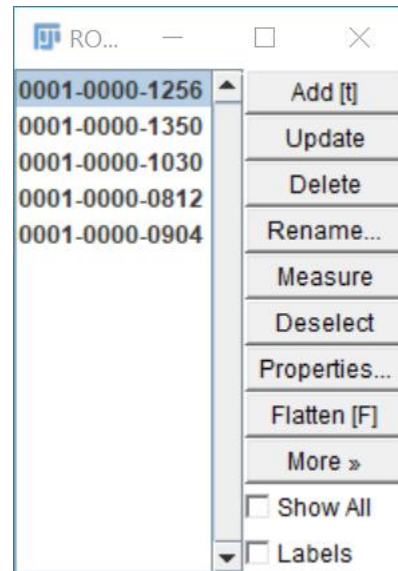 RO...
0001-0000-1256
0001-0000-1350
0001-0000-1030
0001-0000-0812
0001-0000-0904
Add [t]
Update
Delete
Rename...
Measure
Deselect
Properties...
Flatten [F]
More »
Show All
Labels